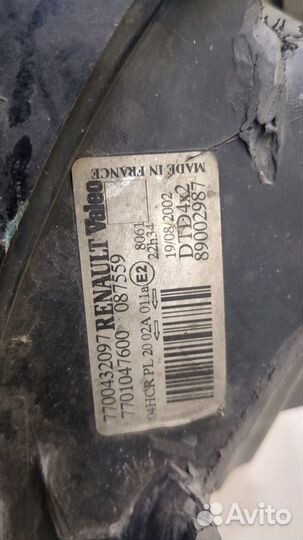 7700432097 RENAULT Valeo MADE IN FRANCE
7701047600 087559
8061
22h34
19/08/2002
04HCR PL 20 02A 011a E2
DTD4x2
89002987
Avito